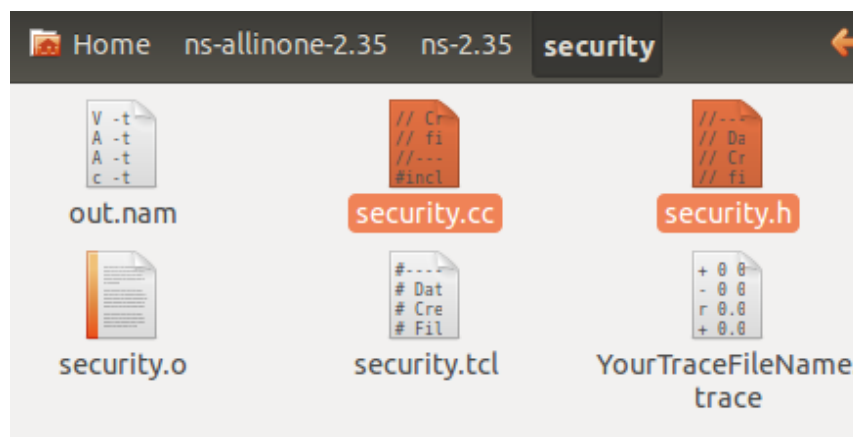 Home ns-allinone-2.35 ns-2.35 security
V -t
A -t
A -t
c -t
out.nam
// Cr
// fi
//---
#incl
security.cc
//---
// Da
// Cr
// fi
security.h
security.o
#----
# Dat
# Cre
# Fil
security.tcl
+ 0 0
- 0 0
r 0.0
+ 0.0
YourTraceFileName
trace